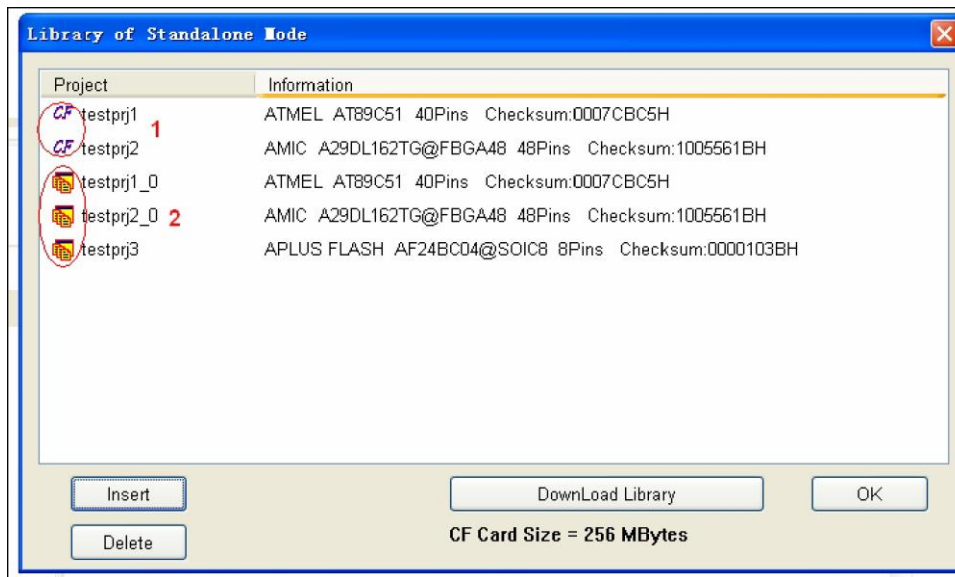 Library of Standalone Mode
Project Information
CF testprj1 1 ATMEL AT89C51 40Pins Checksum:0007CBC5H
CF testprj2 AMIC A29DL162TG@FBGA48 48Pins Checksum:1005561BH
testprj1_0 ATMEL AT89C51 40Pins Checksum:0007CBC5H
testprj2_0 2 AMIC A29DL162TG@FBGA48 48Pins Checksum:1005561BH
testprj3 APLUS FLASH AF24BC04@SOIC8 8Pins Checksum:0000103BH
Insert DownLoad Library OK
Delete CF Card Size = 256 MBytes